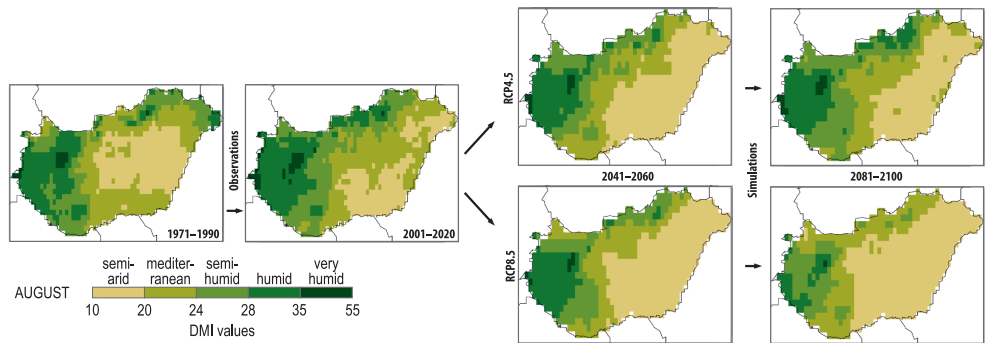 1971–1990
Observations
2001–2020
RCP4.5
RCP8.5
2041–2060
Simulations
2081–2100
AUGUST
semi-arid
mediter-ranean
semi-humid
humid
very humid
10 20 24 28 35 55
DMI values